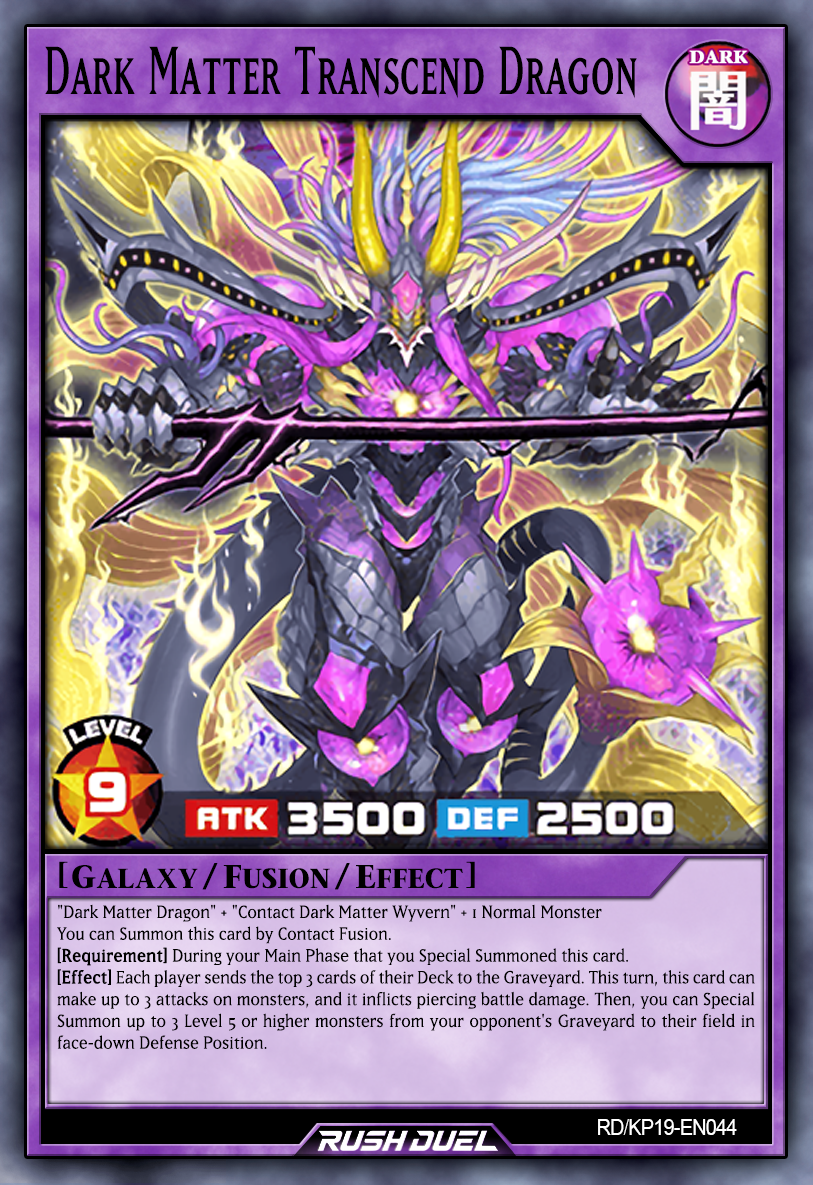 Dark Matter Transcend Dragon
DARK
闇
LEVEL
9
ATK 3500 DEF 2500
[Galaxy / Fusion / Effect]
"Dark Matter Dragon" + "Contact Dark Matter Wyvern" + 1 Normal Monster
You can Summon this card by Contact Fusion.
[Requirement] During your Main Phase that you Special Summoned this card.
[Effect] Each player sends the top 3 cards of their Deck to the Graveyard. This turn, this card can
make up to 3 attacks on monsters, and it inflicts piercing battle damage. Then, you can Special
Summon up to 3 Level 5 or higher monsters from your opponent's Graveyard to their field in
face-down Defense Position.
RD/KP19-EN044
RUSH DUEL